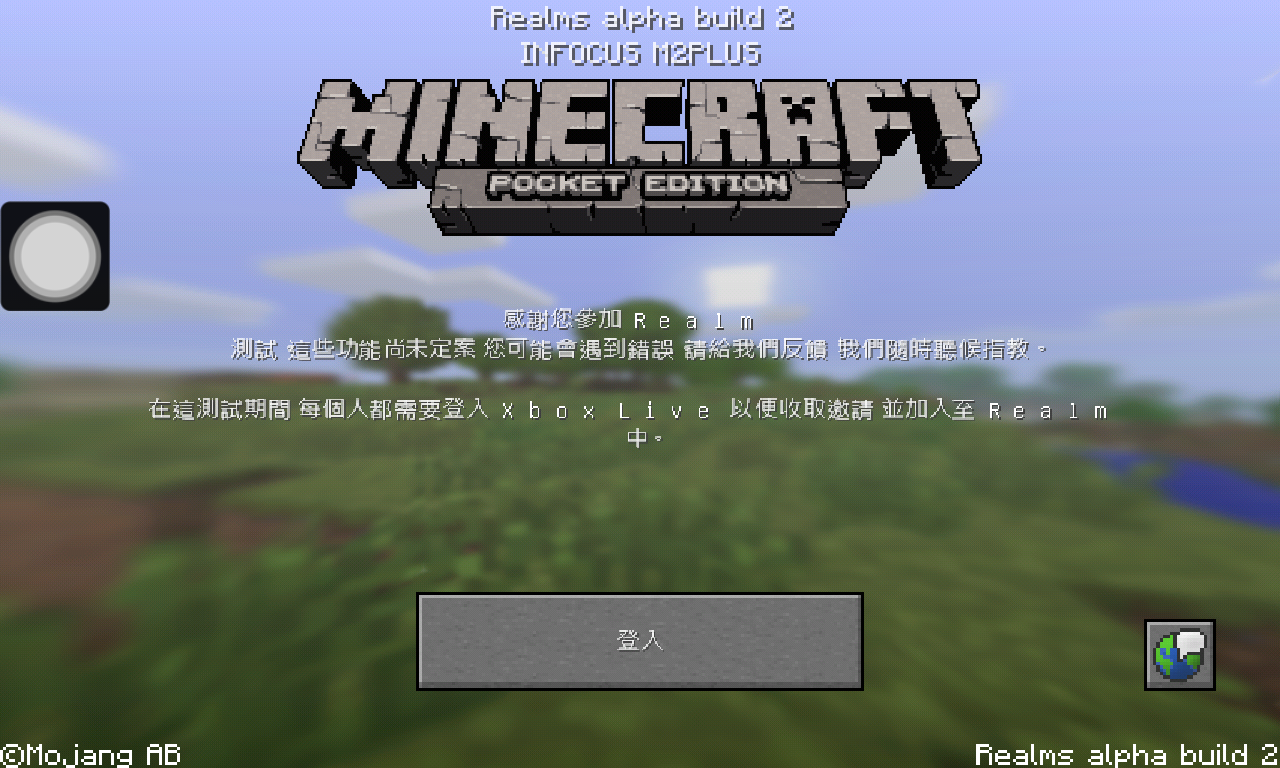 Realms alpha build 2
INFOCUS M2PLUS
MINECRAFT
POCKET EDITION
感謝您參加 Realm
測試 這些功能尚未定案 您可能會遇到錯誤 請給我們反饋 我們隨時聽候指教。
在這測試期間 每個人都需要登入 Xbox Live 以便收取邀請 並加入至 Realm
中。
登入
©Mojang AB
Realms alpha build 2